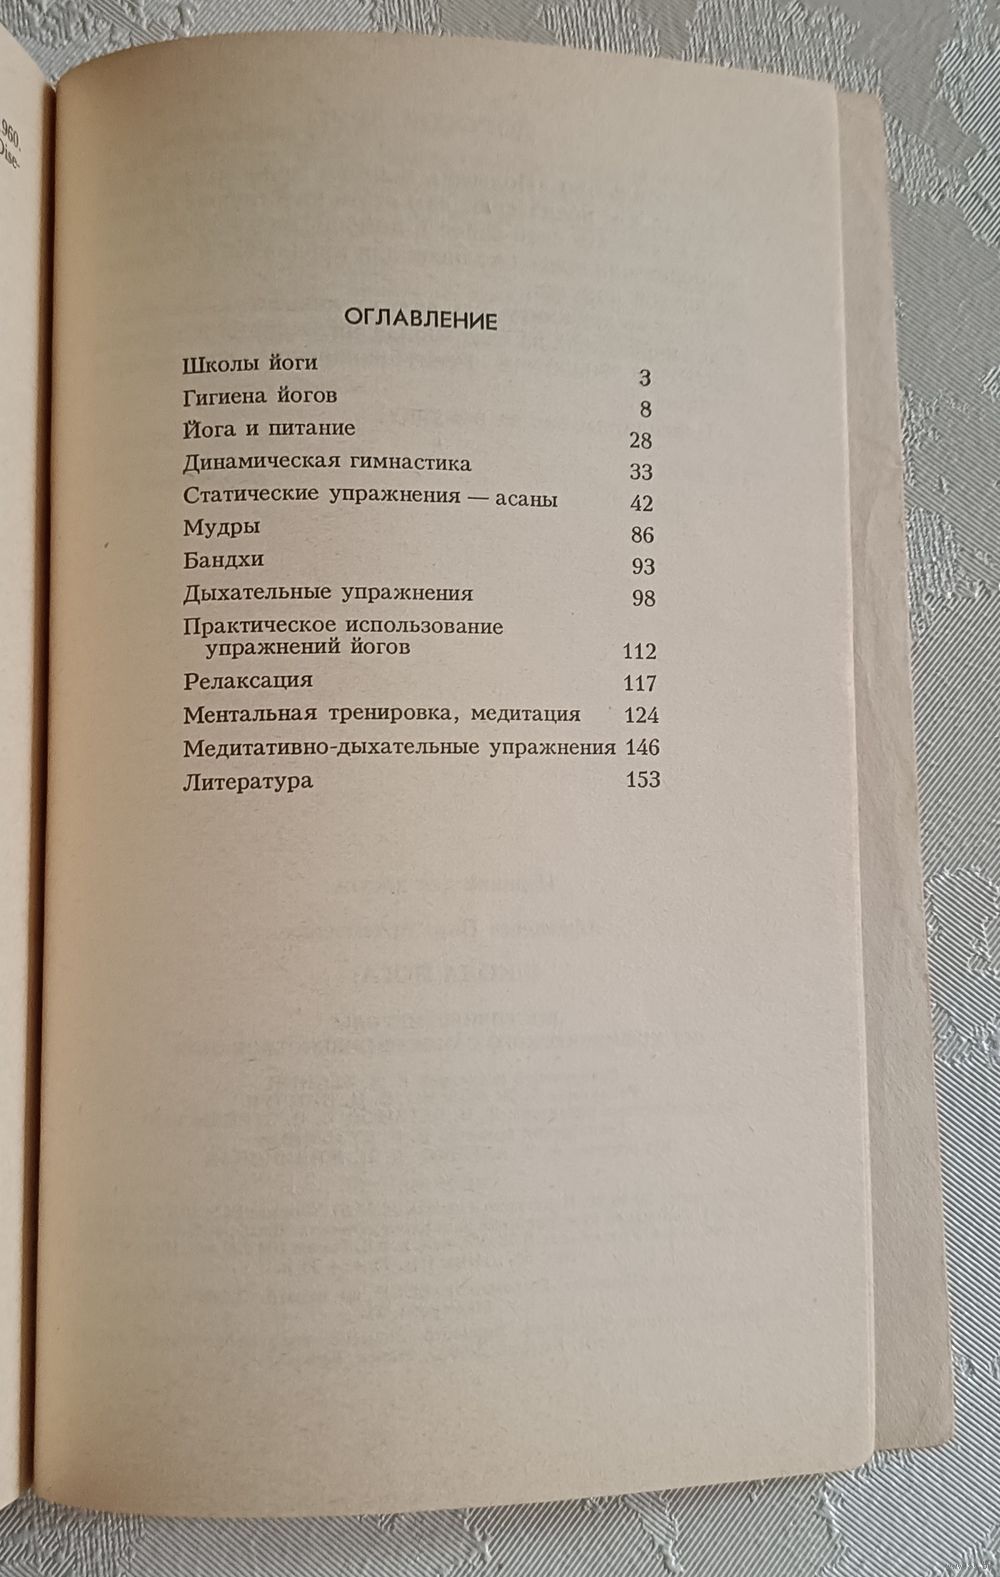 960.
Dise-
ОГЛАВЛЕНИЕ
Школы йоги 3
Гигиена йогов 8
Йога и питание 28
Динамическая гимнастика 33
Статические упражнения — асаны 42
Мудры 86
Бандхи 93
Дыхательные упражнения 98
Практическое использование
упражнений йогов 112
Релаксация 117
Ментальная тренировка, медитация 124
Медитативно-дыхательные упражнения 146
Литература 153